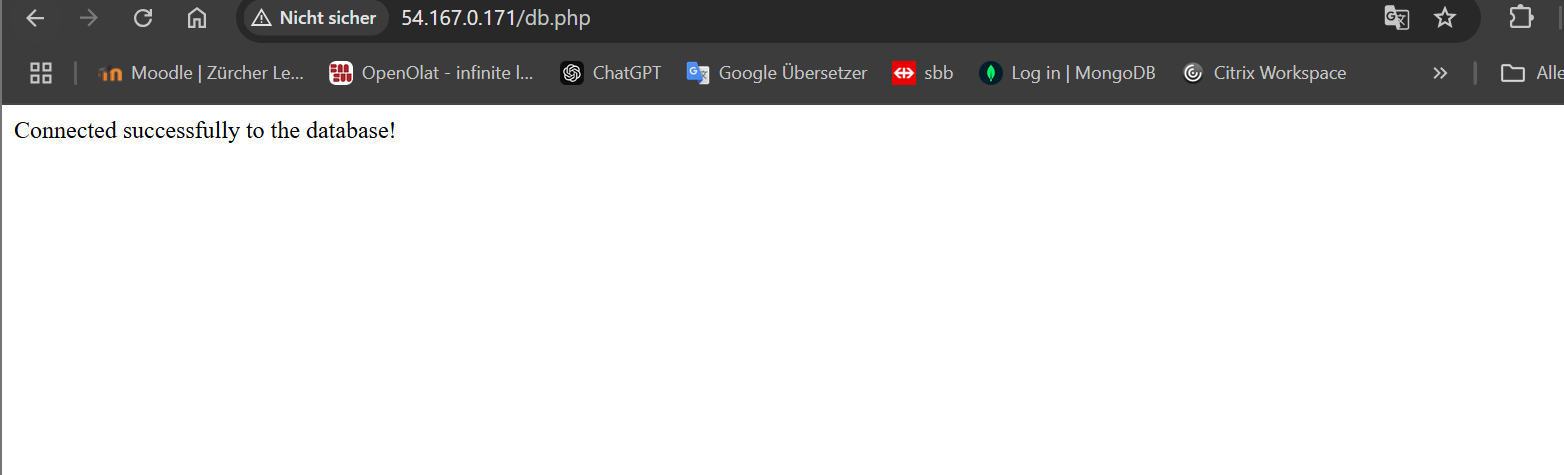 Nicht sicher 54.167.0.171/db.php
Moodle | Zürcher Le... OpenOlat - infinite l... ChatGPT Google Übersetzer sbb Log in | MongoDB Citrix Workspace » Alle
Connected successfully to the database!